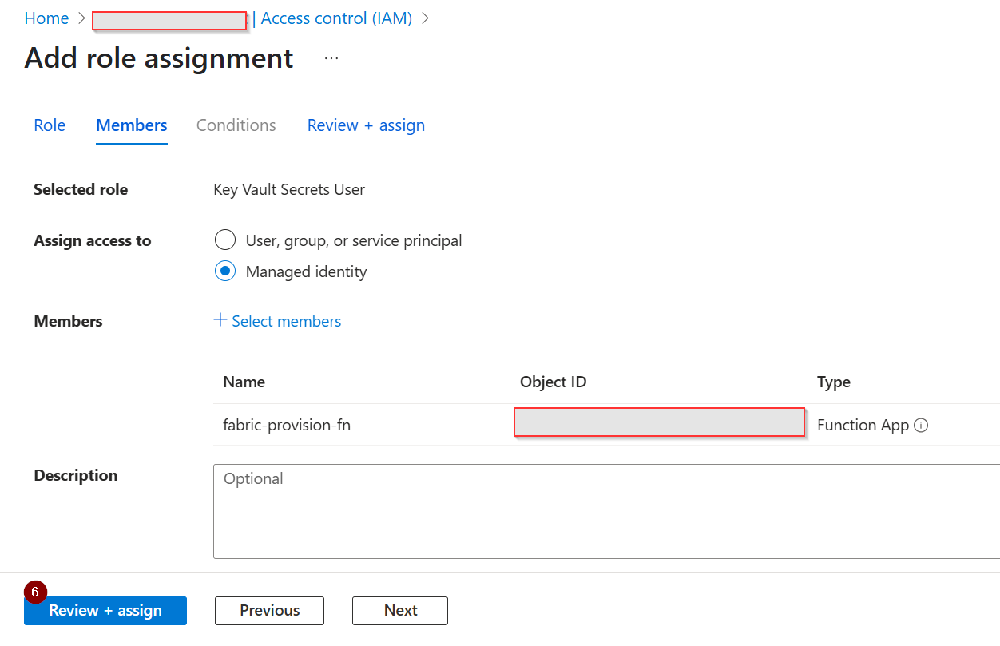 Home > | Access control (IAM) >
Add role assignment ...
Role Members Conditions Review + assign
Selected role Key Vault Secrets User
Assign access to User, group, or service principal
Managed identity
Members + Select members
Name Object ID Type
fabric-provision-fn Function App
Description Optional
6
Review + assign Previous Next